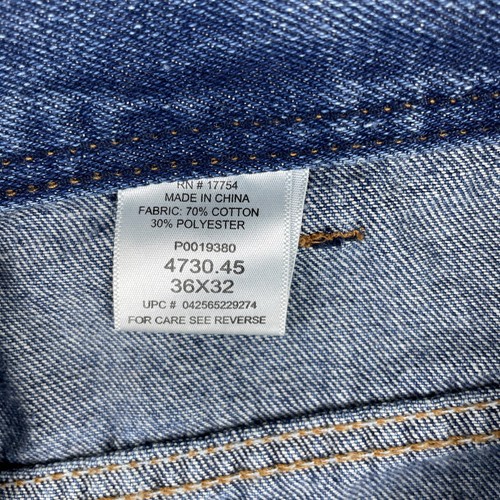 RN # 17754
MADE IN CHINA
FABRIC: 70% COTTON
30% POLYESTER
P0019380
4730.45
36X32
UPC # 042565229274
FOR CARE SEE REVERSE